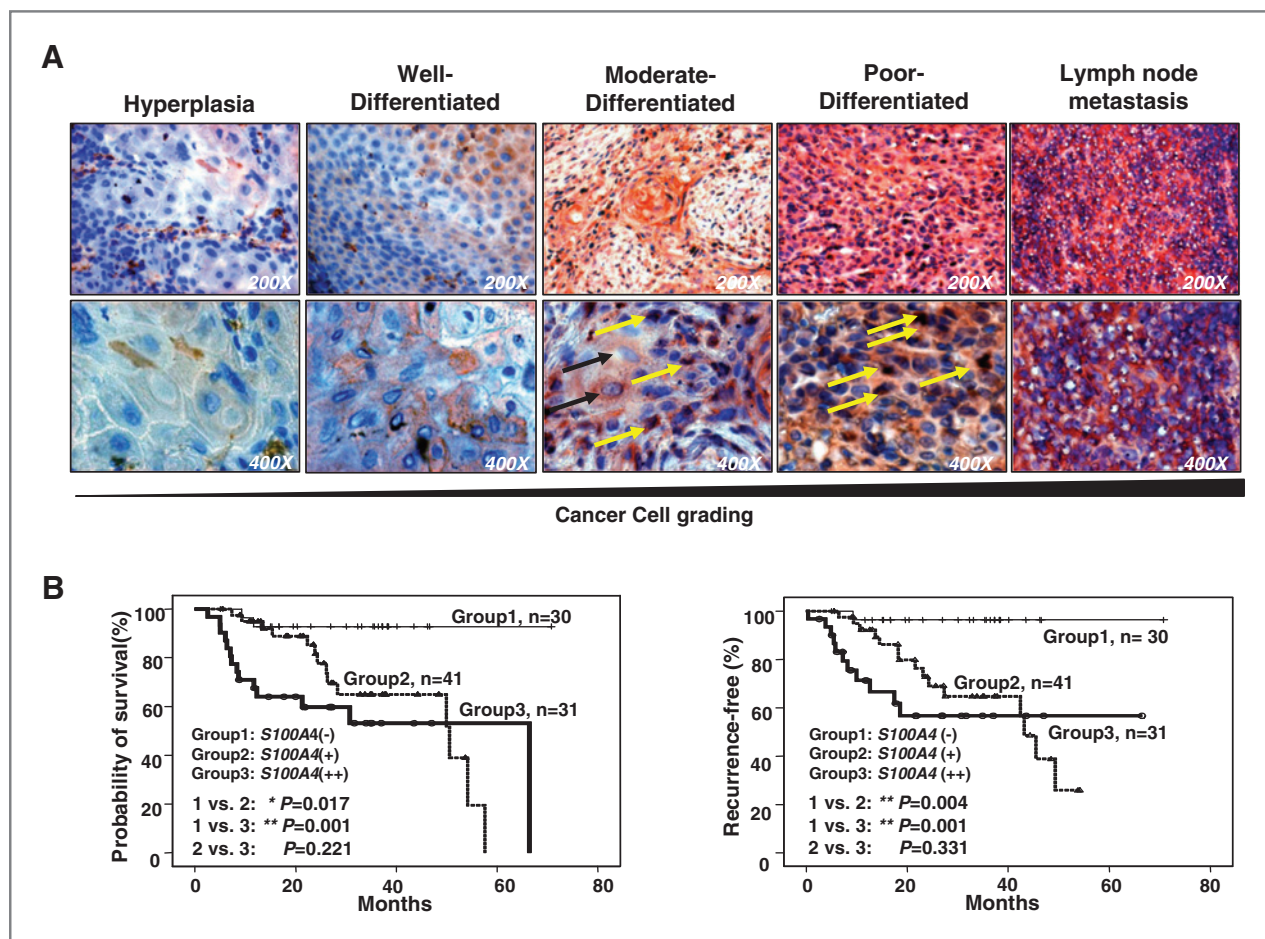 A
Hyperplasia
Well-
Differentiated
Moderate-
Differentiated
Poor-
Differentiated
Lymph node
metastasis
200X
200X
200X
200X
200X
400X
400X
400X
400X
400X
Cancer Cell grading
B
Probability of survival(%)
100
80
60
40
20
0
Group1, n=30
Group2, n=41
Group3, n=31
Group1: S100A4(-)
Group2: S100A4(+)
Group3: S100A4(++)
1 vs. 2: * P=0.017
1 vs. 3: ** P=0.001
2 vs. 3: P=0.221
0 20 40 60 80
Months
Recurrence-free (%)
100
80
60
40
20
0
Group1, n= 30
Group2, n=41
Group3, n=31
Group1: S100A4 (-)
Group2: S100A4 (+)
Group3: S100A4 (++)
1 vs. 2: ** P=0.004
1 vs. 3: ** P=0.001
2 vs. 3: P=0.331
0 20 40 60 80
Months